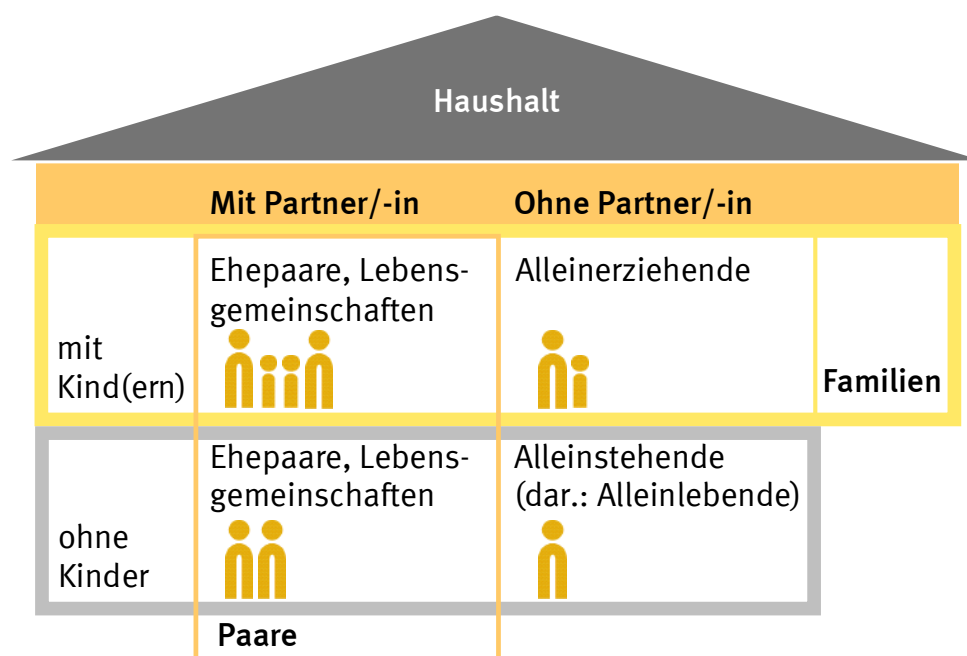 Haushalt
Mit Partner/-in
Ohne Partner/-in
mit
Kind(ern)
Ehepaare, Lebens-
gemeinschaften
Alleinerziehende
Familien
ohne
Kinder
Ehepaare, Lebens-
gemeinschaften
Alleinstehende
(dar.: Alleinlebende)
Paare